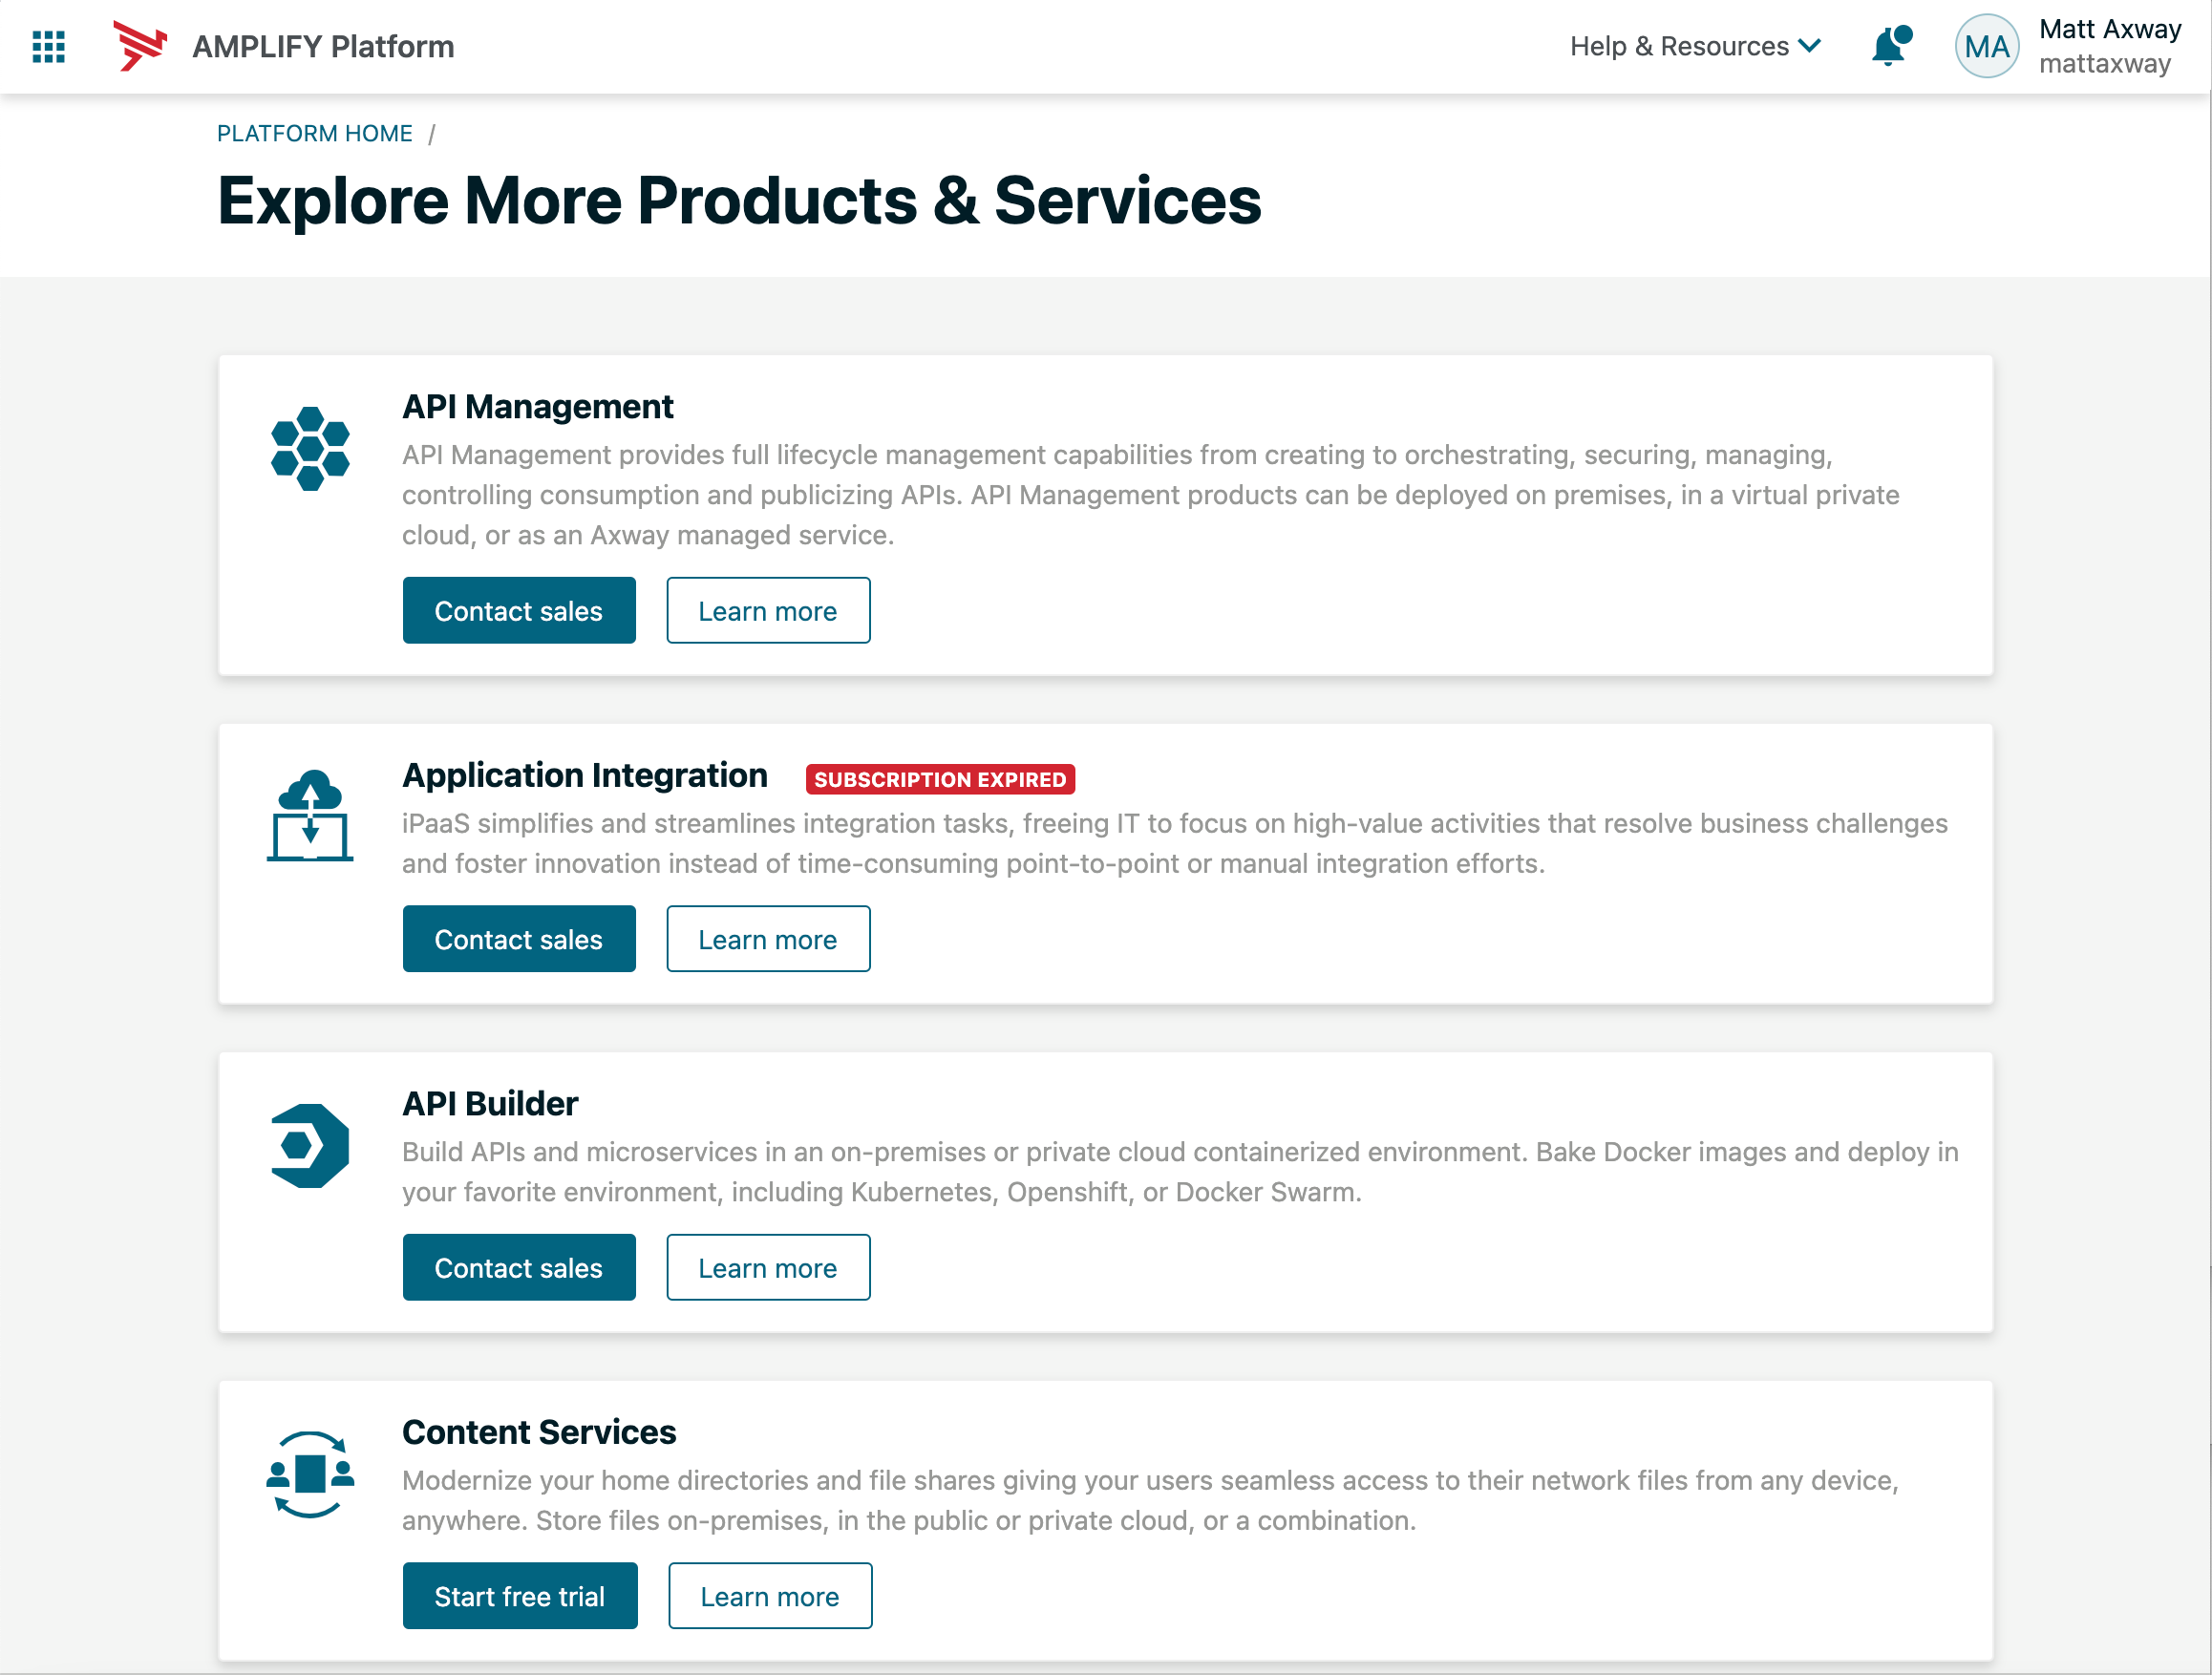 AMPLIFY Platform
Help & Resources
MA
Matt Axway
mattaxway
PLATFORM HOME /
Explore More Products & Services
API Management
API Management provides full lifecycle management capabilities from creating to orchestrating, securing, managing,
controlling consumption and publicizing APIs. API Management products can be deployed on premises, in a virtual private
cloud, or as an Axway managed service.
Contact sales
Learn more
Application Integration
SUBSCRIPTION EXPIRED
iPaaS simplifies and streamlines integration tasks, freeing IT to focus on high-value activities that resolve business challenges
and foster innovation instead of time-consuming point-to-point or manual integration efforts.
Contact sales
Learn more
API Builder
Build APIs and microservices in an on-premises or private cloud containerized environment. Bake Docker images and deploy in
your favorite environment, including Kubernetes, Openshift, or Docker Swarm.
Contact sales
Learn more
Content Services
Modernize your home directories and file shares giving your users seamless access to their network files from any device,
anywhere. Store files on-premises, in the public or private cloud, or a combination.
Start free trial
Learn more